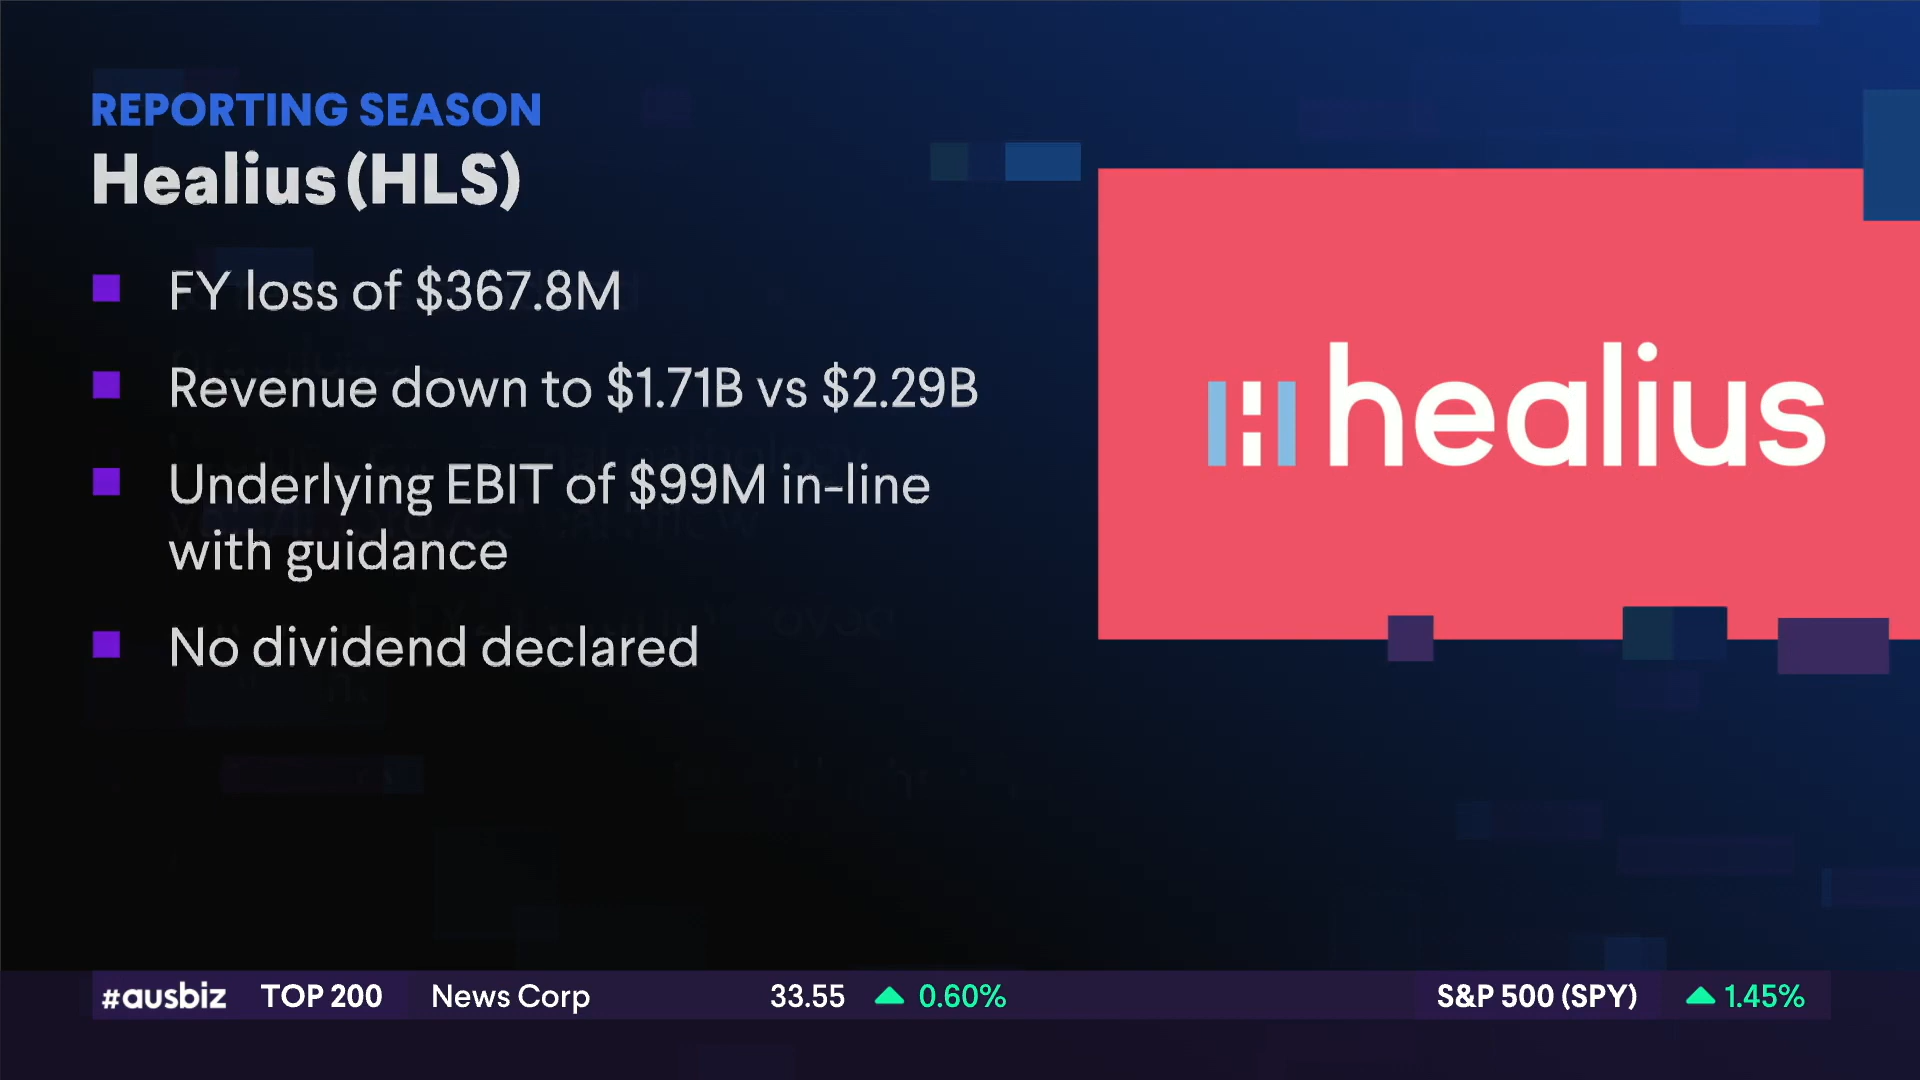 REPORTING SEASON
Healius (HLS)
FY loss of $367.8M
Revenue down to $1.71B vs $2.29B
Underlying EBIT of $99M in-line
with guidance
No dividend declared
healius
#ausbiz TOP 200 News Corp 33.55 0.60% S&P 500 (SPY) 1.45%